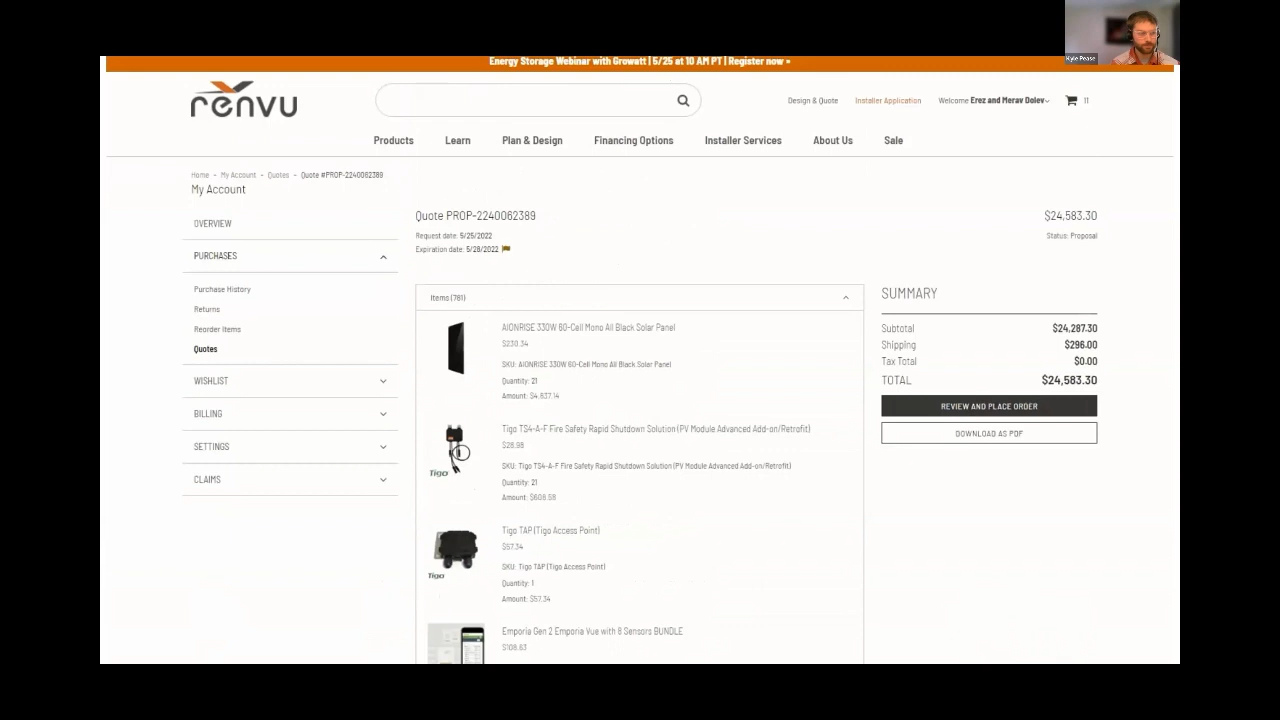 Energy Storage Webinar with Growatt | 5/25 at 10 AM PT | Register now »
Kyle Pease
renvu
Design & Quote
Installer Application
Welcome Erez and Merav Dolev
11
Products
Learn
Plan & Design
Financing Options
Installer Services
About Us
Sale
Home - My Account - Quotes - Quote #PROP-2240062389
My Account
OVERVIEW
PURCHASES
Purchase History
Returns
Reorder Items
Quotes
WISHLIST
BILLING
SETTINGS
CLAIMS
Quote PROP-2240062389
$24,583.30
Request date: 5/25/2022
Status: Proposal
Expiration date: 5/28/2022
Items (781)
AIONRISE 330W 60-Cell Mono All Black Solar Panel
$230.34
SKU: AIONRISE 330W 60-Cell Mono All Black Solar Panel
Quantity: 21
Amount: $4,837.14
Tigo
Tigo TS4-A-F Fire Safety Rapid Shutdown Solution (PV Module Advanced Add-on/Retrofit)
$28.98
SKU: Tigo TS4-A-F Fire Safety Rapid Shutdown Solution (PV Module Advanced Add-on/Retrofit)
Quantity: 21
Amount: $608.58
Tigo
Tigo TAP (Tigo Access Point)
$57.34
SKU: Tigo TAP (Tigo Access Point)
Quantity: 1
Amount: $57.34
Emporia Gen 2 Emporia Vue with 8 Sensors BUNDLE
$108.63
SUMMARY
Subtotal $24,287.30
Shipping $296.00
Tax Total $0.00
TOTAL $24,583.30
REVIEW AND PLACE ORDER
DOWNLOAD AS PDF